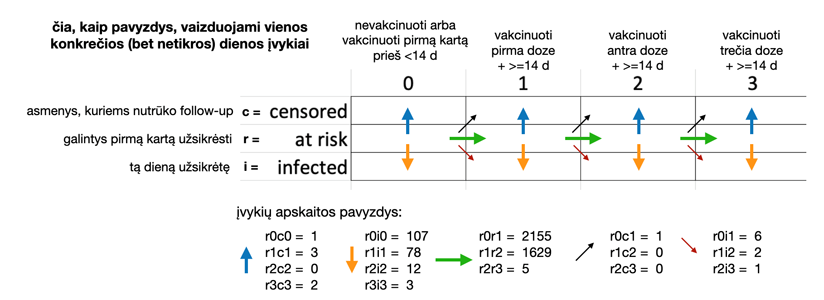 čia, kaip pavyzdys, vaizduojami vienos
konkrečios (bet netikros) dienos įvykiai
nevakcinuoti arba
vakcinuoti pirmą kartą
prieš <14 d
vakcinuoti
pirma doze
+ >=14 d
vakcinuoti
antra doze
+ >=14 d
vakcinuoti
trečia doze
+ >=14 d
0 1 2 3
asmenys, kuriems nutrūko follow-up c = censored
galintys pirmą kartą užsikrėsti r = at risk
tą dieną užsikrėtė i = infected
įvykių apskaitos pavyzdys:
r0c0 = 1
r1c1 = 3
r2c2 = 0
r3c3 = 2
r0i0 = 107
r1i1 = 78
r2i2 = 12
r3i3 = 3
r0r1 = 2155
r1r2 = 1629
r2r3 = 5
r0c1 = 1
r1c2 = 0
r2c3 = 0
r0i1 = 6
r1i2 = 2
r2i3 = 1